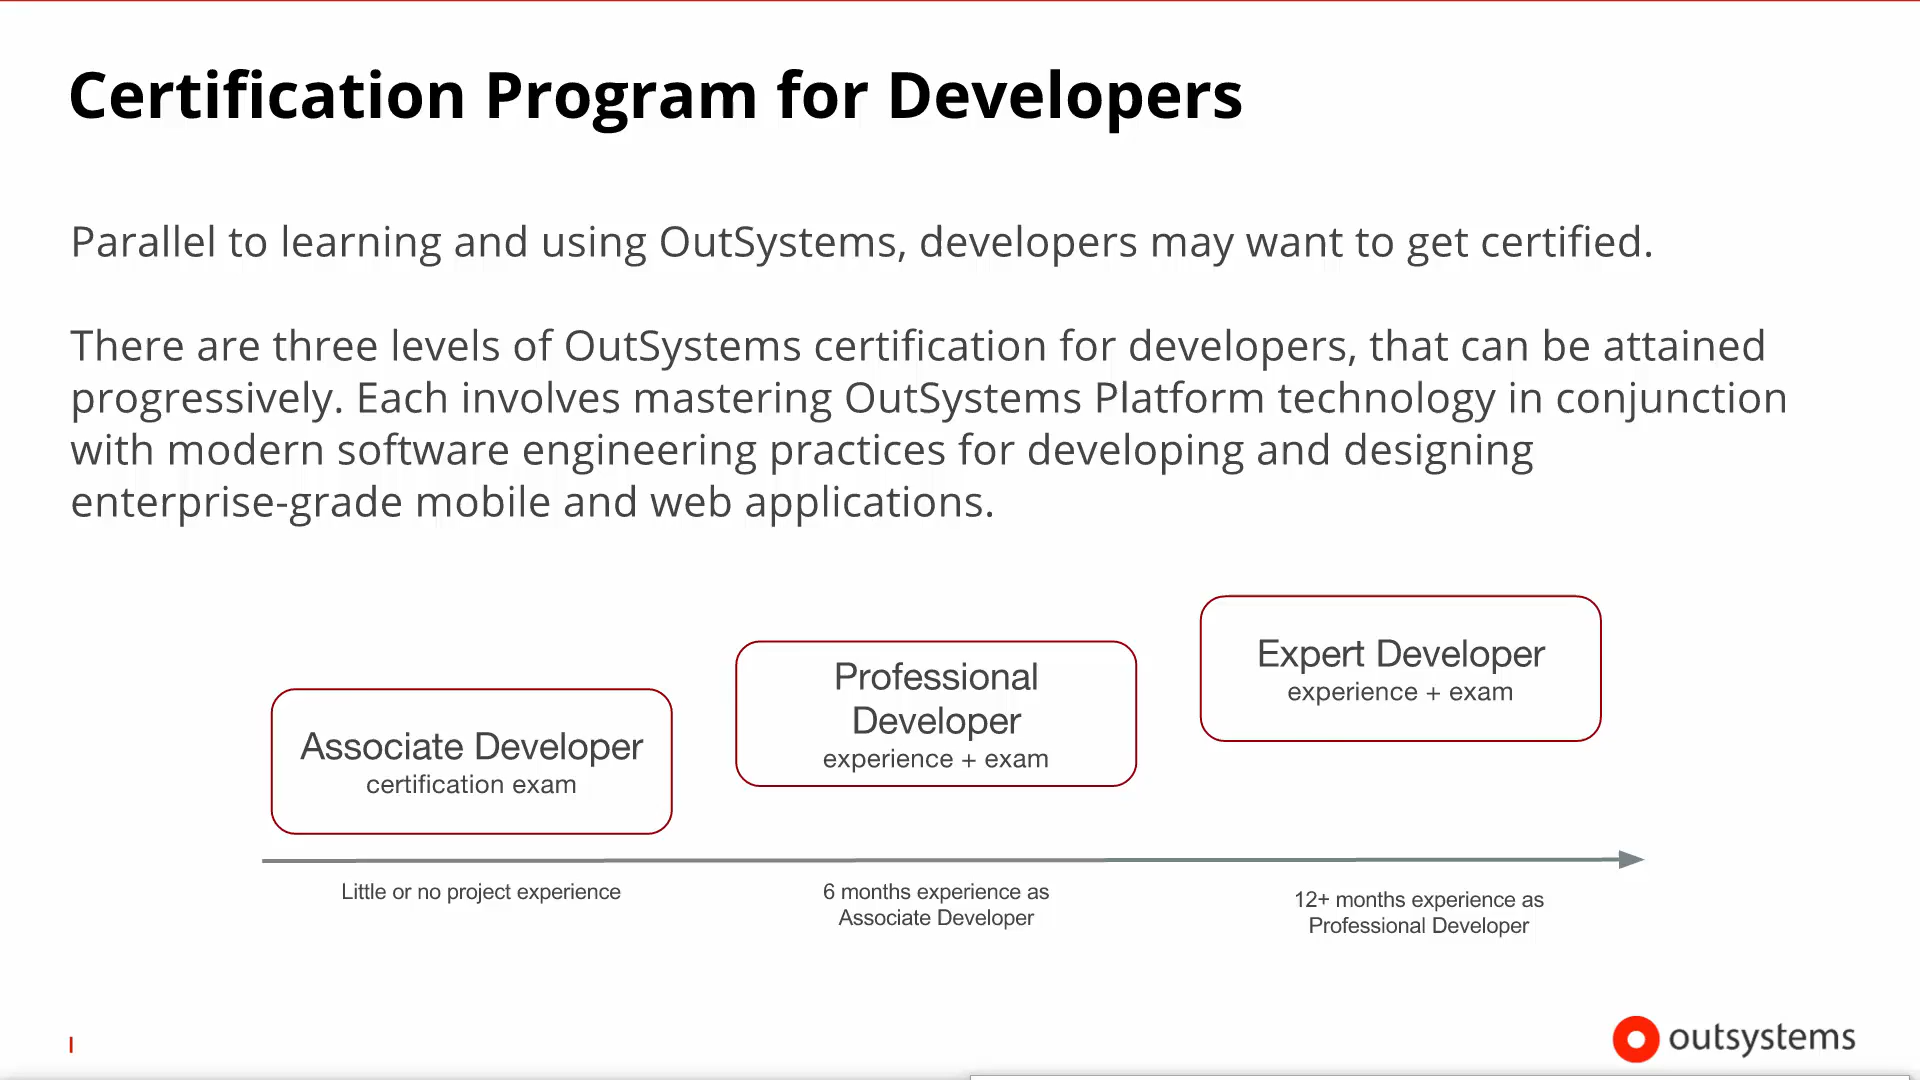 Certification Program for Developers
Parallel to learning and using OutSystems, developers may want to get certified.
There are three levels of OutSystems certification for developers, that can be attained
progressively. Each involves mastering OutSystems Platform technology in conjunction
with modern software engineering practices for developing and designing
enterprise-grade mobile and web applications.
Associate Developer
certification exam
Professional
Developer
experience + exam
Expert Developer
experience + exam
Little or no project experience
6 months experience as
Associate Developer
12+ months experience as
Professional Developer
outsystems